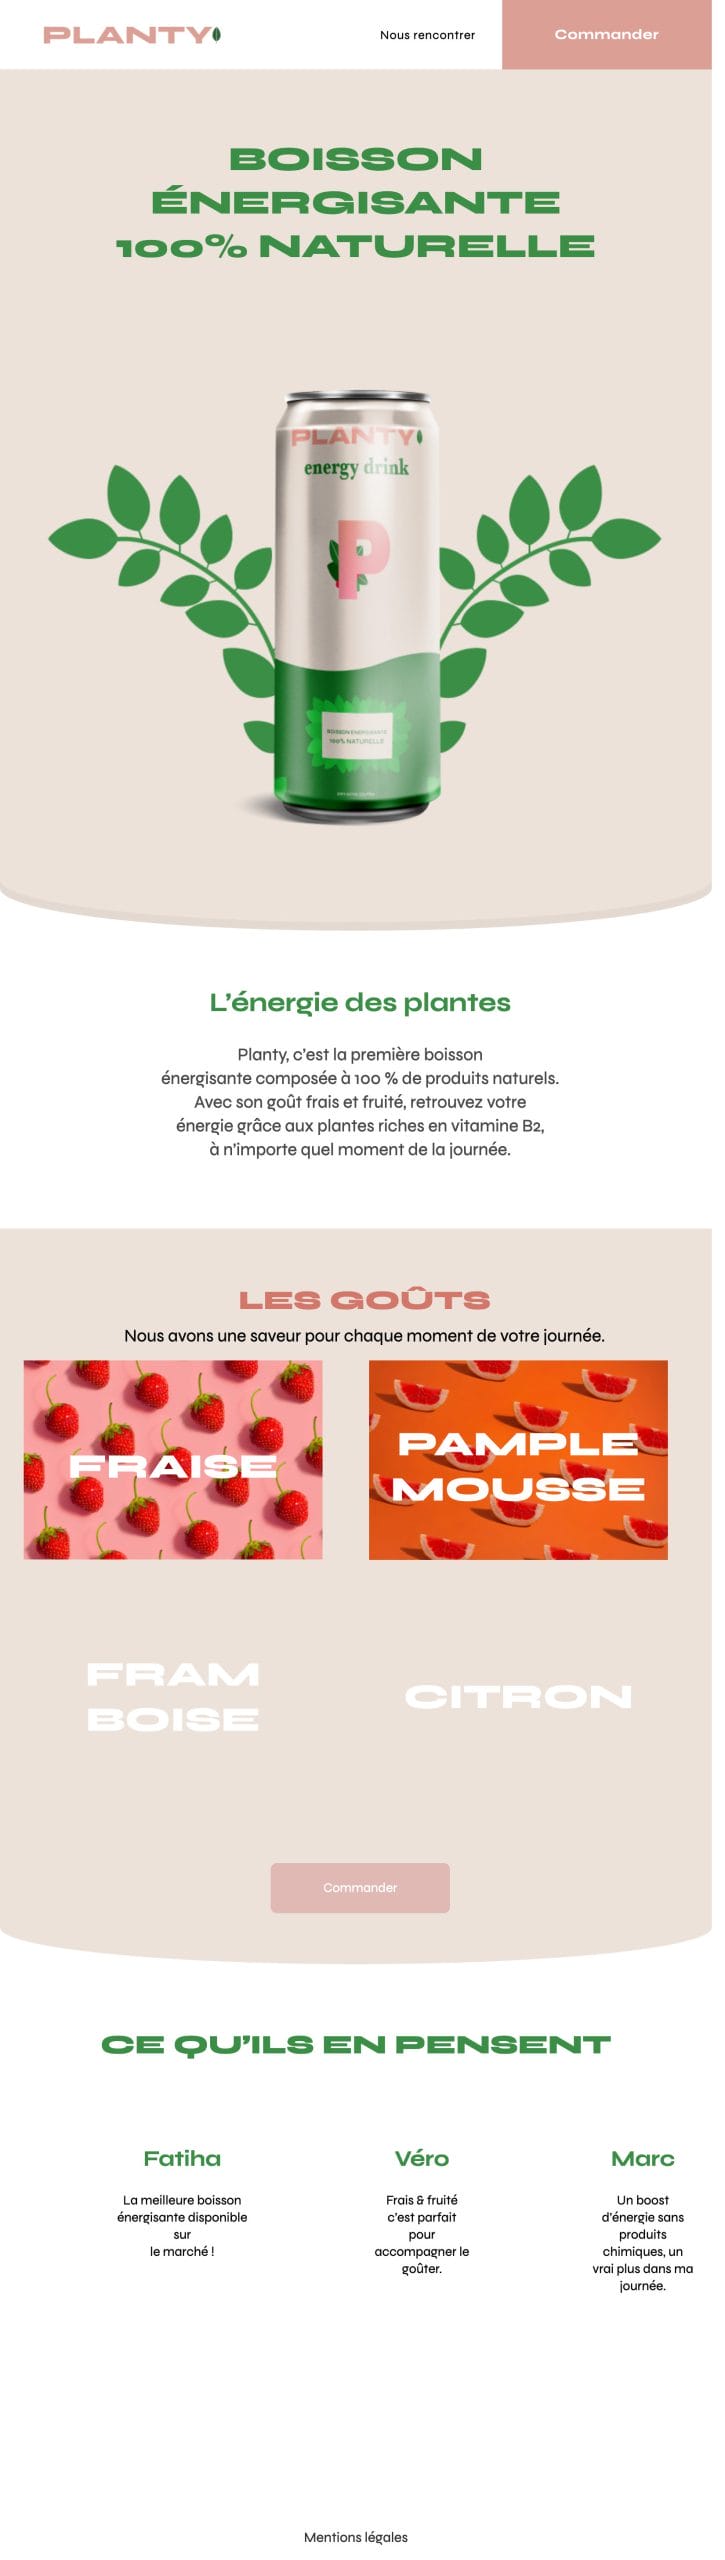 PLANTY
Nous rencontrer
Commander
BOISSON
ÉNERGISANTE
100% NATURELLE
PLANTY
energy drink
P
BOISSON ENERGISANTE
100% NATURELLE
L’énergie des plantes
Planty, c’est la première boisson
énergisante composée à 100 % de produits naturels.
Avec son goût frais et fruité, retrouvez votre
énergie grâce aux plantes riches en vitamine B2,
à n’importe quel moment de la journée.
LES GOÛTS
Nous avons une saveur pour chaque moment de votre journée.
FRAISE
PAMPLE
MOUSSE
FRAM
BOISE
CITRON
Commander
CE QU’ILS EN PENSENT
Fatiha
La meilleure boisson
énergisante disponible
sur
le marché !
Véro
Frais & fruité
c’est parfait
pour
accompagner le
goûter.
Marc
Un boost
d’énergie sans
produits
chimiques, un
vrai plus dans ma
journée.
Mentions légales